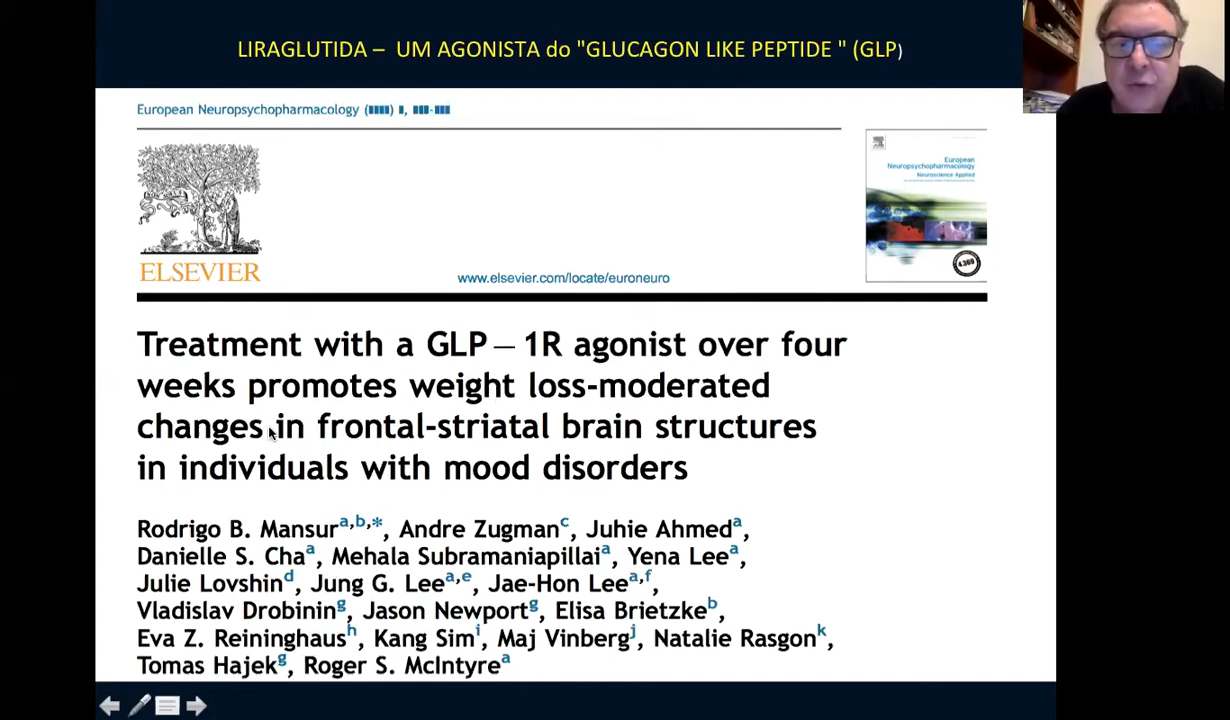 LIRAGLUTIDA – UM AGONISTA do "GLUCAGON LIKE PEPTIDE " (GLP)
European Neuropsychopharmacology (
European
Neuropsychopharmacology
Neuroscience Applied
ELSEVIER
www.elsevier.com/locate/euroneuro
Treatment with a GLP – 1R agonist over four
weeks promotes weight loss-moderated
changes in frontal-striatal brain structures
in individuals with mood disorders
Rodrigo B. Mansur a,b,*, Andre Zugman c, Juhie Ahmed a,
Danielle S. Cha a, Mehala Subramaniapillai a, Yena Lee a,
Julie Lovshin d, Jung G. Lee a,e, Jae-Hon Lee a,f,
Vladislav Drobinin g, Jason Newport g, Elisa Brietzke b,
Eva Z. Reininghaus h, Kang Sim i, Maj Vinberg j, Natalie Rasgon k,
Tomas Hajek g, Roger S. McIntyre a